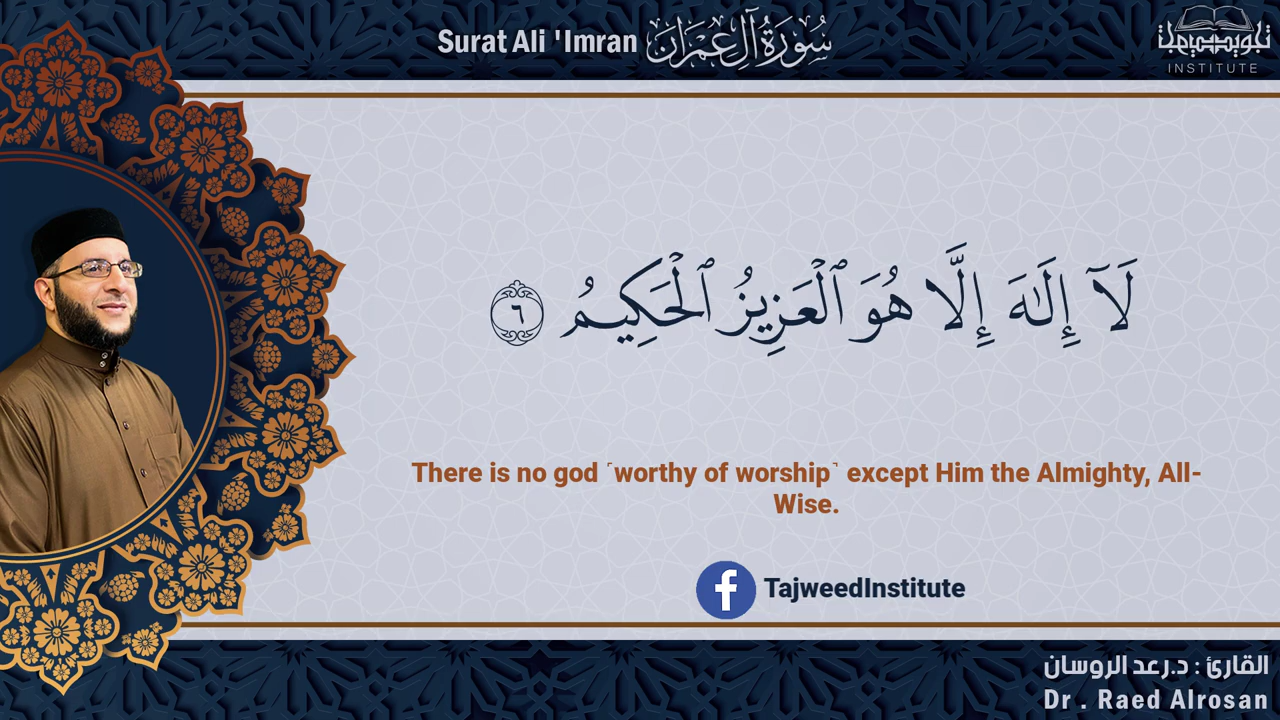 Surat Ali 'Imran سُورَةُ آلِ عِمْرَان
INSTITUTE
لَآ إِلَٰهَ إِلَّا هُوَ ٱلْعَزِيزُ ٱلْحَكِيمُ ٦
There is no god ˹worthy of worship˺ except Him the Almighty, All-
Wise.
TajweedInstitute
القارئ : د.رعد الروسان
Dr . Raed Alrosan